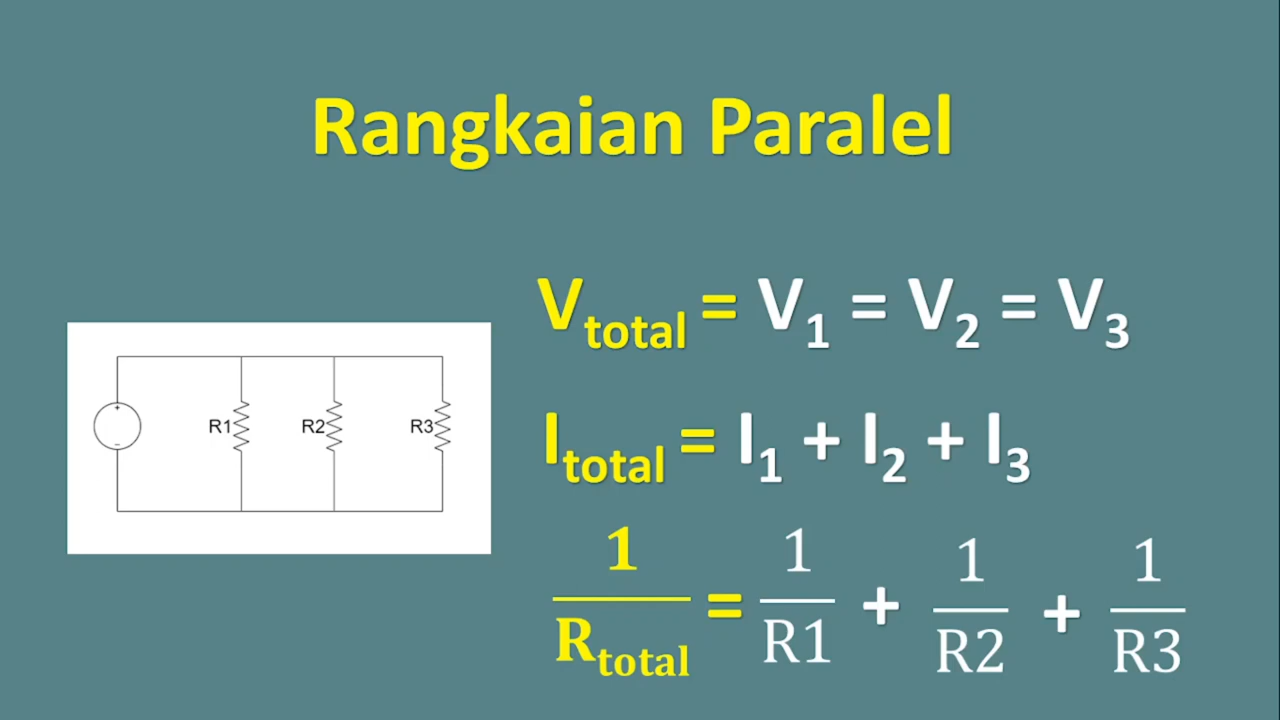 Rangkaian Paralel
V_total = V_1 = V_2 = V_3
I_total = I_1 + I_2 + I_3
1/R_total = 1/R1 + 1/R2 + 1/R3
+
R1 R2 R3
−